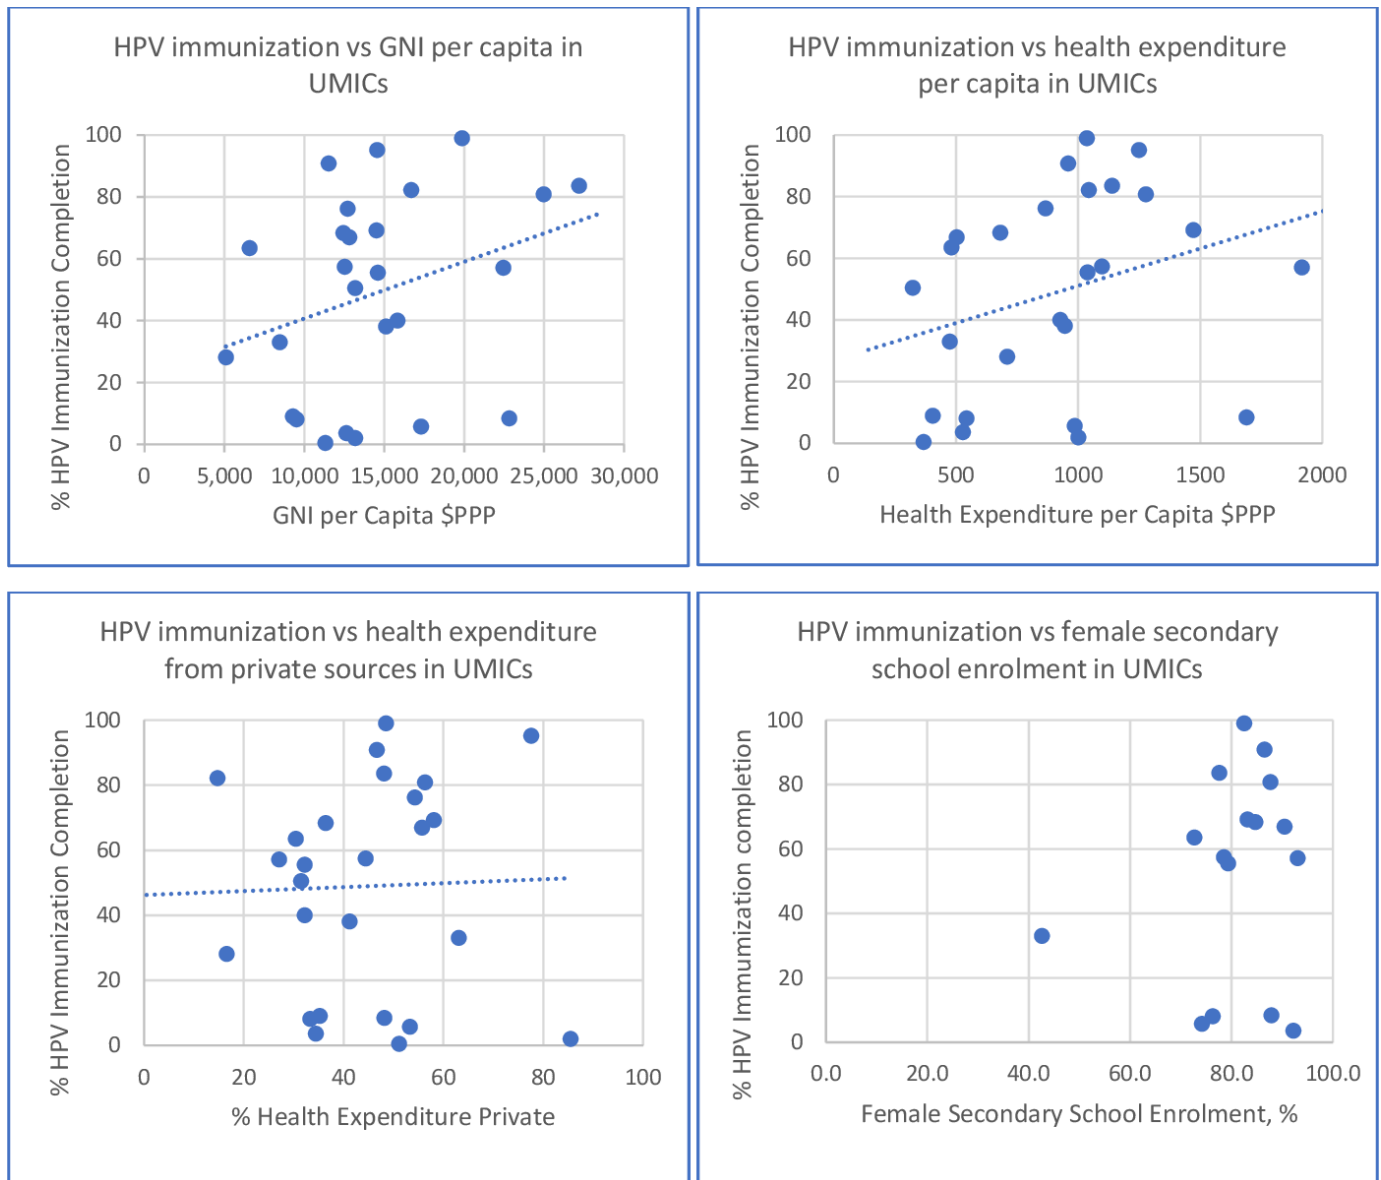 HPV immunization vs GNI per capita in
UMICs
% HPV Immunization Completion
100
80
60
40
20
0
0 5,000 10,000 15,000 20,000 25,000 30,000
GNI per Capita $PPP
HPV immunization vs health expenditure
per capita in UMICs
% HPV Immunization Completion
100
80
60
40
20
0
0 500 1000 1500 2000
Health Expenditure per Capita $PPP
HPV immunization vs health expenditure
from private sources in UMICs
% HPV Immunization Completion
100
80
60
40
20
0
0 20 40 60 80 100
% Health Expenditure Private
HPV immunization vs female secondary
school enrolment in UMICs
% HPV Immumization completion
100
80
60
40
20
0
0.0 20.0 40.0 60.0 80.0 100.0
Female Secondary School Enrolment, %